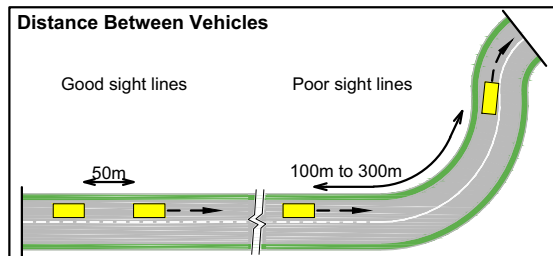 Distance Between Vehicles
Good sight lines
Poor sight lines
50m
100m to 300m